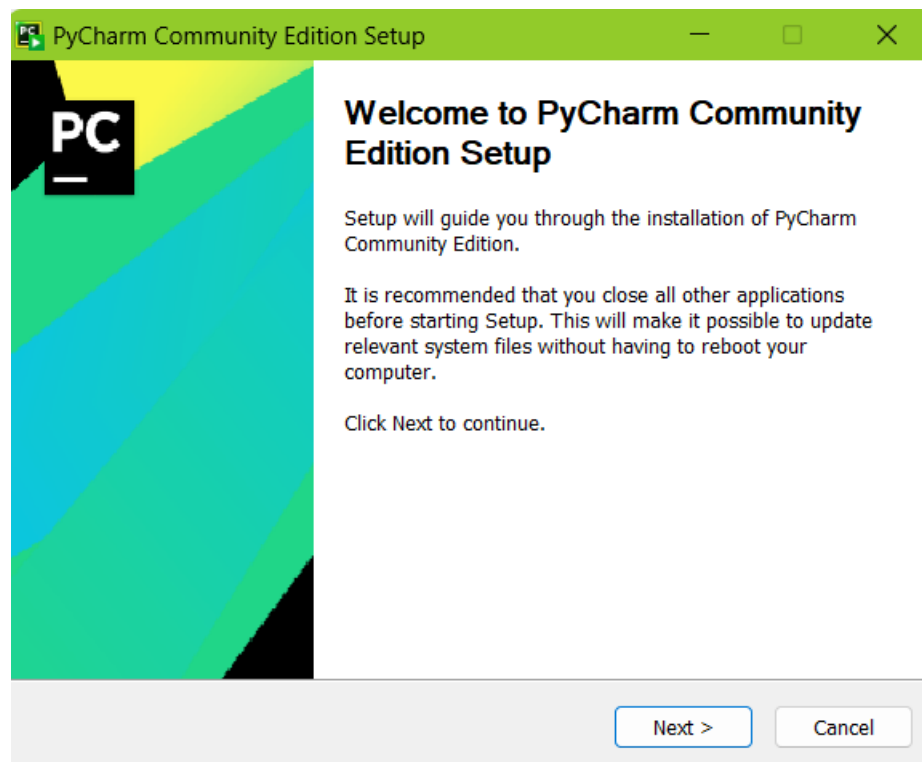 PyCharm Community Edition Setup
PC
Welcome to PyCharm Community
Edition Setup
Setup will guide you through the installation of PyCharm
Community Edition.
It is recommended that you close all other applications
before starting Setup. This will make it possible to update
relevant system files without having to reboot your
computer.
Click Next to continue.
Next >
Cancel